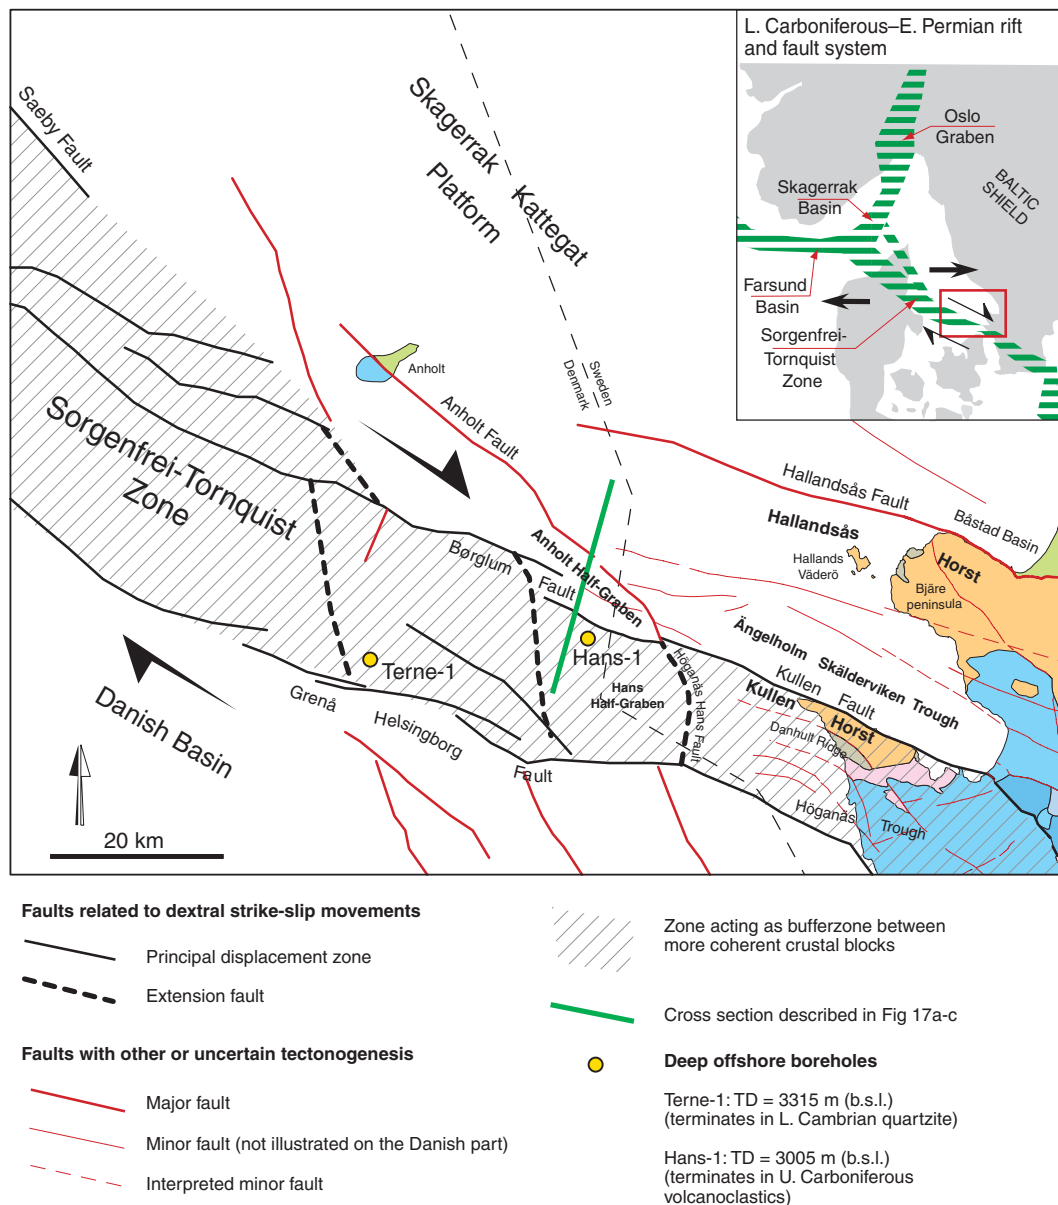 L. Carboniferous–E. Permian rift
and fault system
Oslo
Graben
BALTIC
SHIELD
Skagerrak
Basin
Farsund
Basin
Sorgenfrei-
Tornquist
Zone
Saeby Fault
Skagerrak
Kattegat
Platform
Sweden
Denmark
Anholt
Anholt Fault
Sorgenfrei-Tornquist
Zone
Hallandsås Fault
Båstad Basin
Hallandsås
Horst
Hallands
Väderö
Bjäre
peninsula
Børglum
Fault
Anholt Half-Graben
Ängelholm Skälderviken Trough
Terne-1
Hans-1
Hans
Half-Graben
Höganäs Hans Fault
Kullen
Fault
Kullen
Horst
Danhult Ridge
Höganäs
Trough
Grenå
Helsingborg
Fault
Danish Basin
20 km
Faults related to dextral strike-slip movements
Principal displacement zone
Extension fault
Faults with other or uncertain tectonogenesis
Major fault
Minor fault (not illustrated on the Danish part)
Interpreted minor fault
Zone acting as bufferzone between
more coherent crustal blocks
Cross section described in Fig 17a-c
Deep offshore boreholes
Terne-1: TD = 3315 m (b.s.l.)
(terminates in L. Cambrian quartzite)
Hans-1: TD = 3005 m (b.s.l.)
(terminates in U. Carboniferous
volcanoclastics)